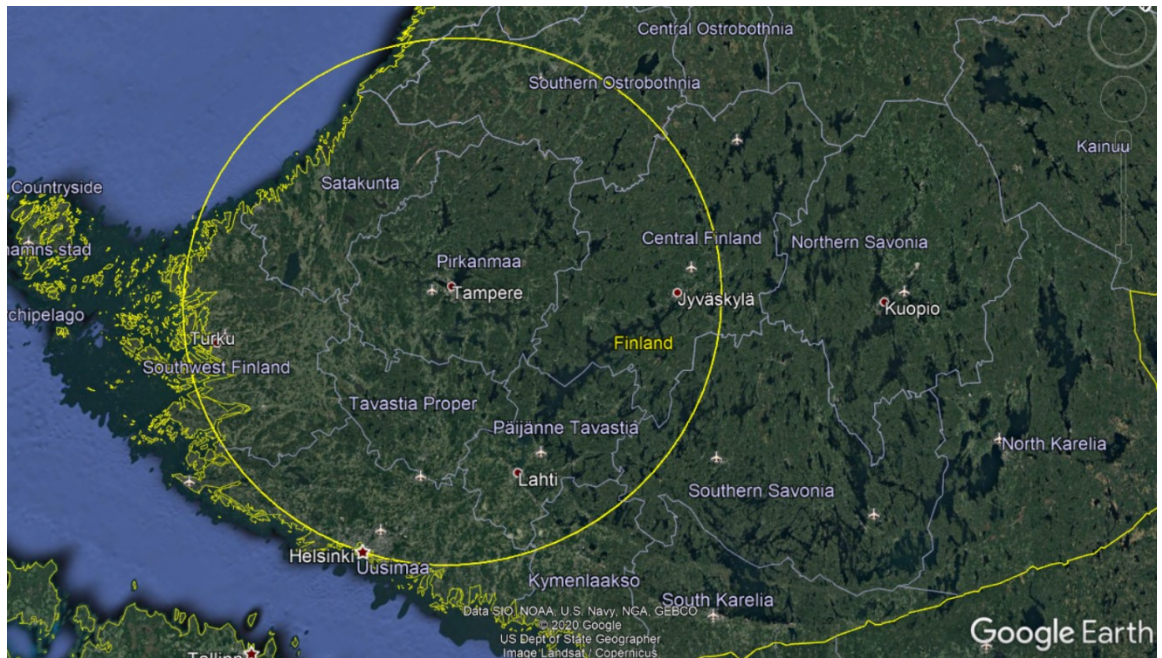 Central Ostrobothnia
Southern Ostrobothnia
Kainuu
Satakunta
Countryside
Central Finland
Northern Savonia
Pirkanmaa
Tampere
Jyväskylä
Kuopio
Turku
Finland
Southwest Finland
Tavastia Proper
Päijänne Tavastia
North Karelia
Lahti
Southern Savonia
Helsinki
Uusimaa
Kymenlaakso
South Karelia
Data SIO, NOAA, U.S. Navy, NGA, GEBCO
© 2020 Google
US Dept of State Geographer
Image Landsat / Copernicus
Google Earth